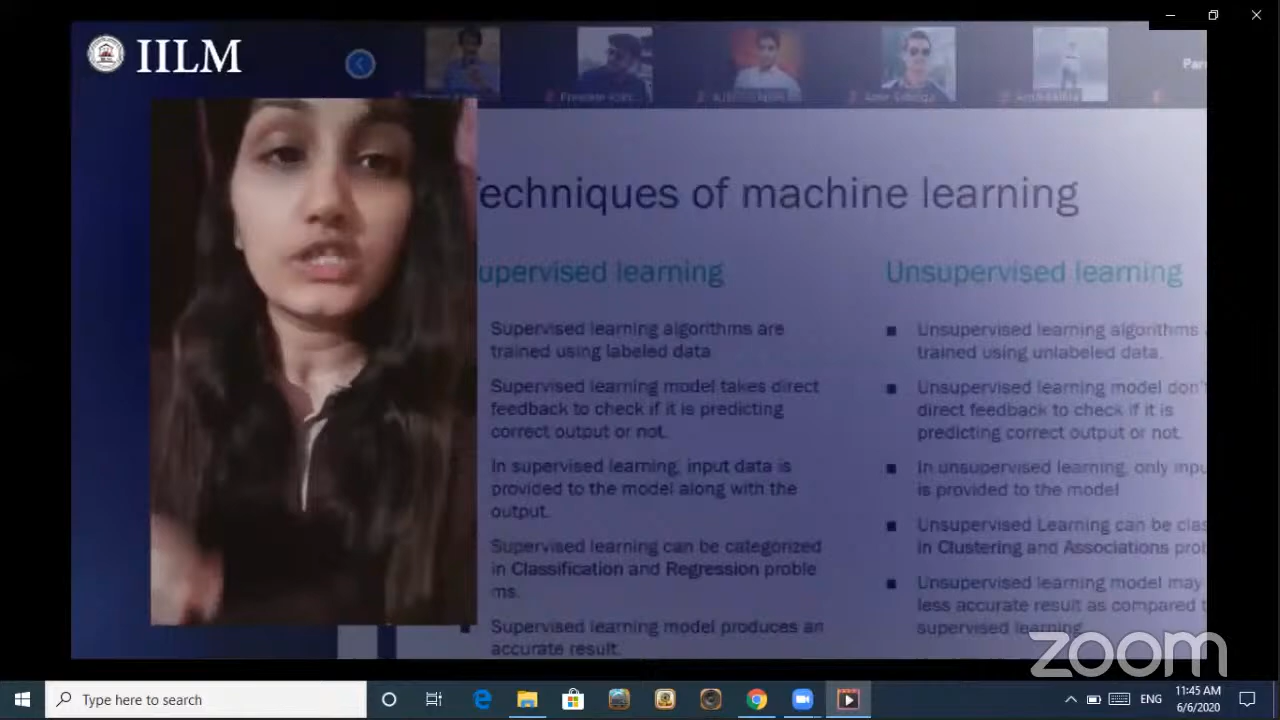 IILM
Par
Techniques of machine learning
upervised learning
Supervised learning algorithms are
trained using labeled data
Supervised learning model takes direct
feedback to check if it is predicting
correct output or not.
In supervised learning, input data is
provided to the model along with the
output.
Supervised learning can be categorized
in Classification and Regression proble
ms.
Supervised learning model produces an
accurate result.
Unsupervised learning
Unsupervised learning algorithms
trained using unlabeled data.
Unsupervised learning model don'
direct feedback to check if it is
predicting correct output or not.
In unsupervised learning, only inpu
is provided to the model
Unsupervised Learning can be clas
in Clustering and Associations prob
Unsupervised learning model may
less accurate result as compared t
supervised learning.
zoom
Type here to search
ENG
11:45 AM
6/6/2020